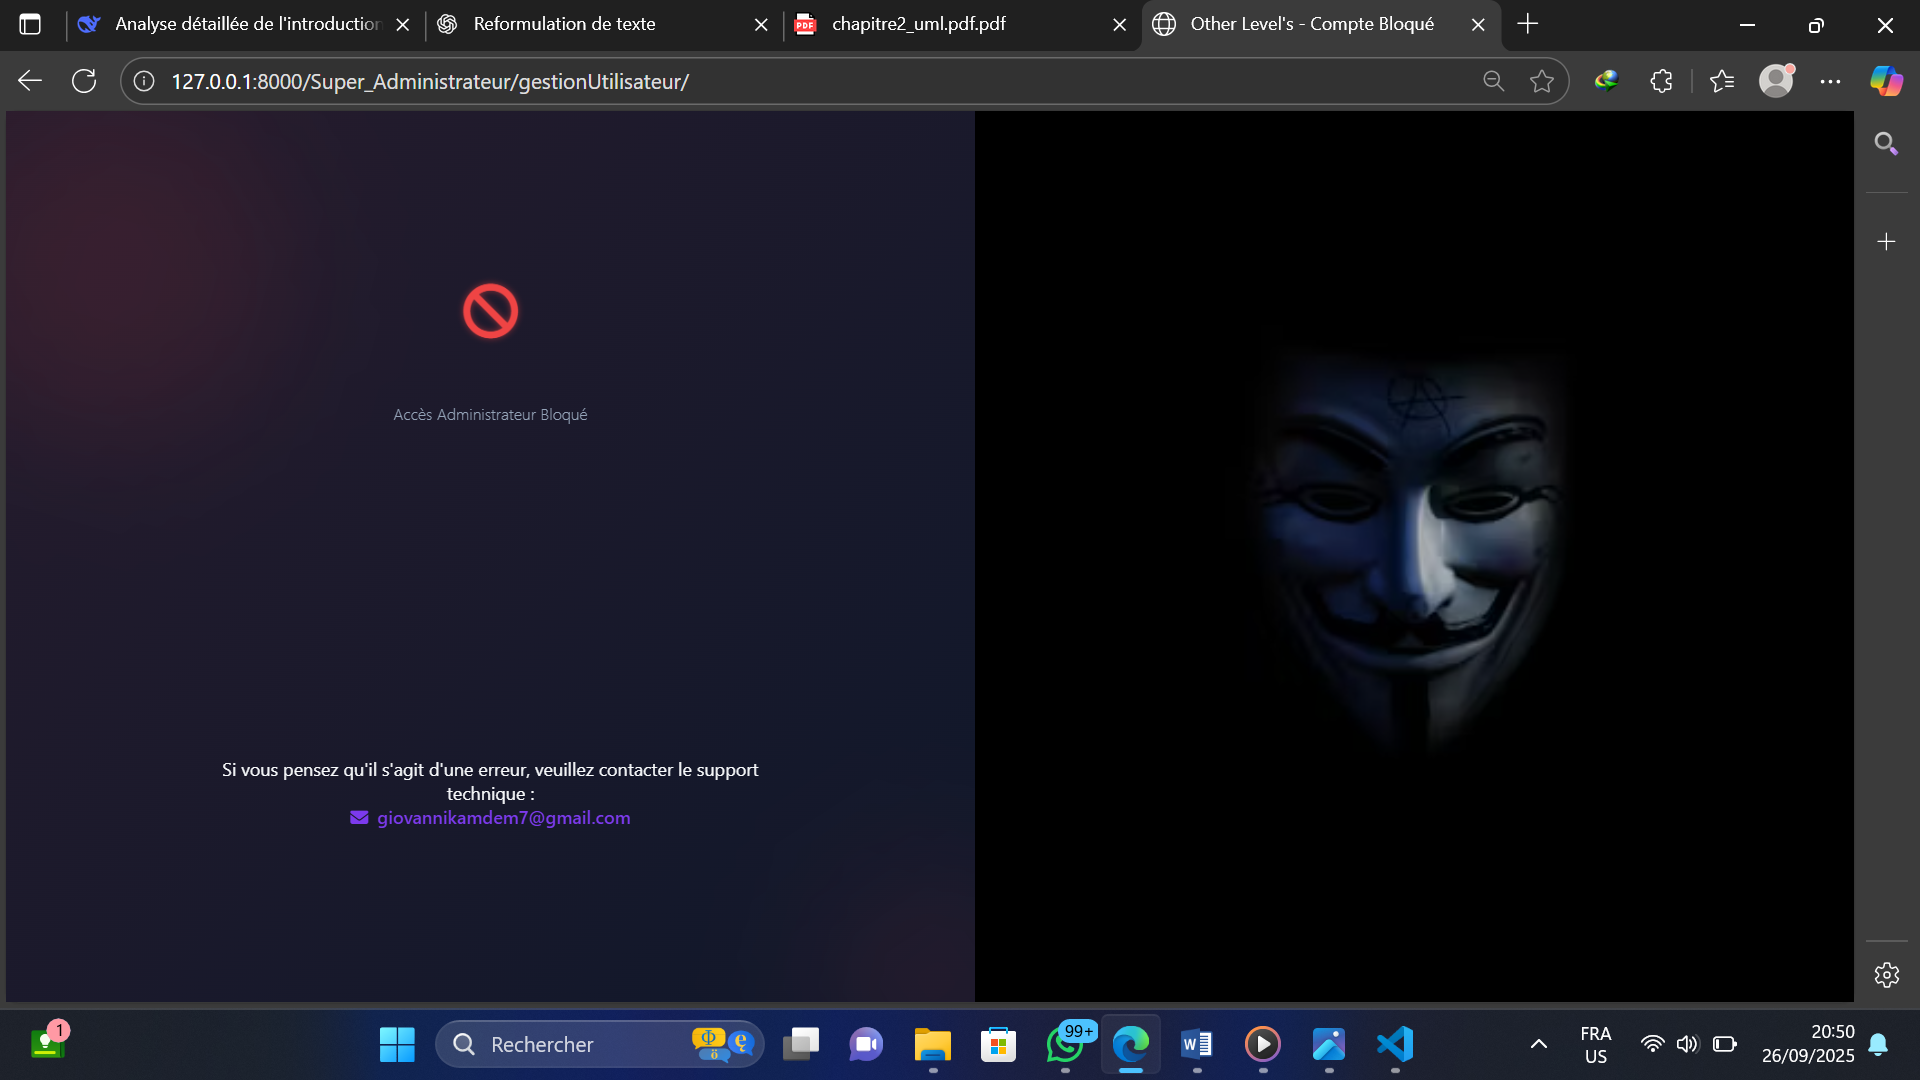 Analyse détaillée de l'introduction
Reformulation de texte
chapitre2_uml.pdf.pdf
Other Level's - Compte Bloqué
127.0.0.1:8000/Super_Administrateur/gestionUtilisateur/
Accès Administrateur Bloqué
Si vous pensez qu'il s'agit d'une erreur, veuillez contacter le support
technique :
giovannikamdem7@gmail.com
1
Rechercher
99+
FRA
US
20:50
26/09/2025